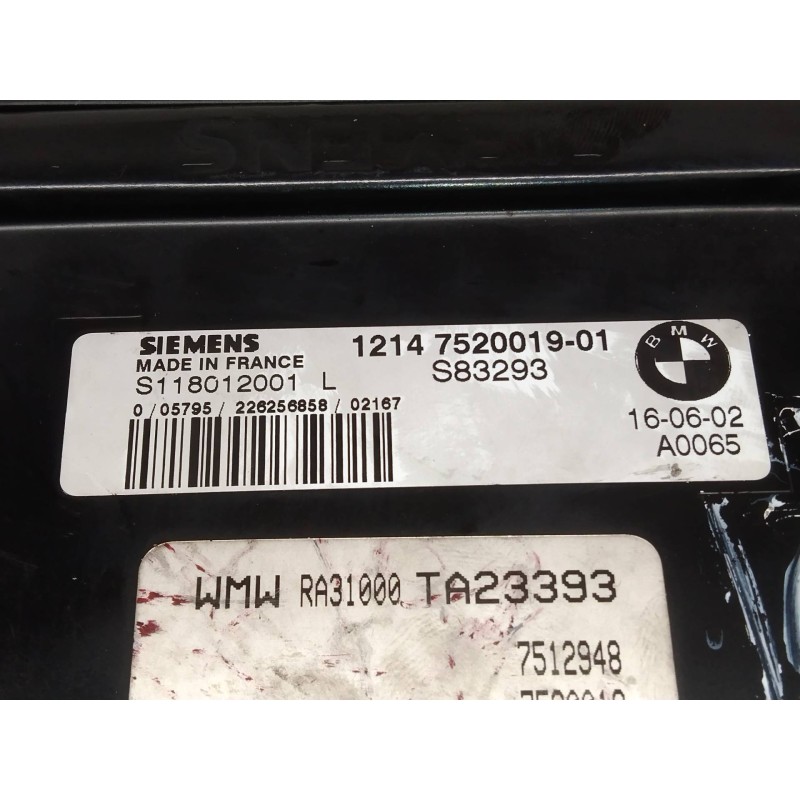 SIEMENS
MADE IN FRANCE
S118012001 L
0 / 05795 / 226256858 / 02167
1214 7520019-01
S83293
BMW
16-06-02
A0065
WMW RA31000 TA23393
7512948